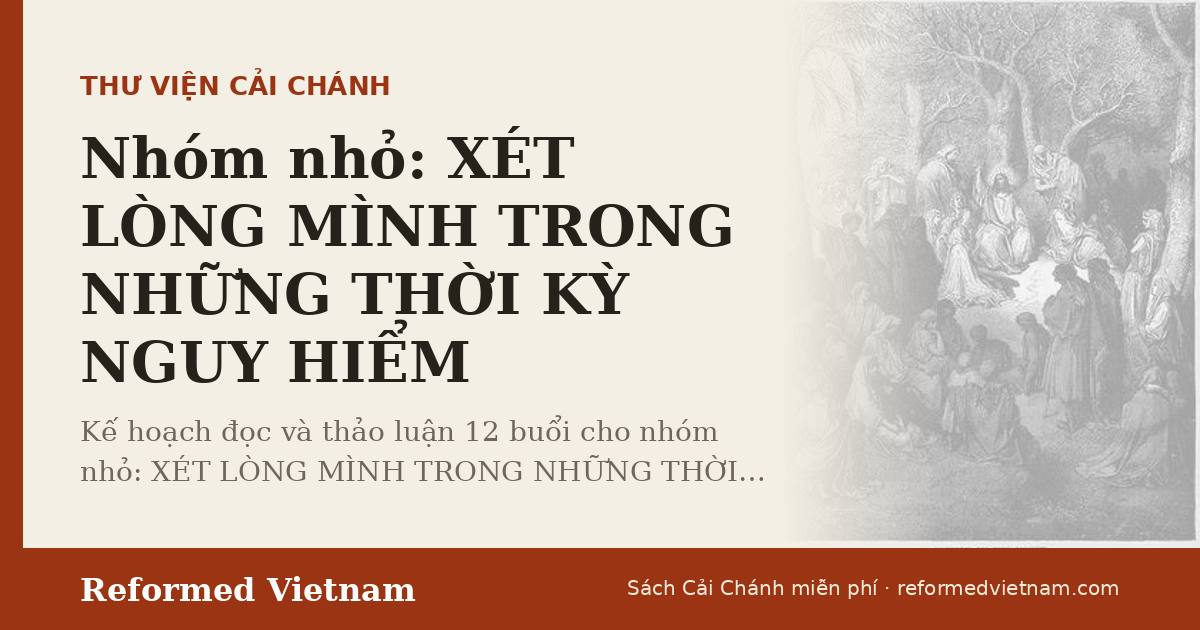 THƯ VIỆN CẢI CHÁNH
Nhóm nhỏ: XÉT
LÒNG MÌNH TRONG
NHỮNG THỜI KỲ
NGUY HIỂM
Kế hoạch đọc và thảo luận 12 buổi cho nhóm
nhỏ: XÉT LÒNG MÌNH TRONG NHỮNG THỜI...
Reformed Vietnam
Sách Cải Chánh miễn phí · reformedvietnam.com